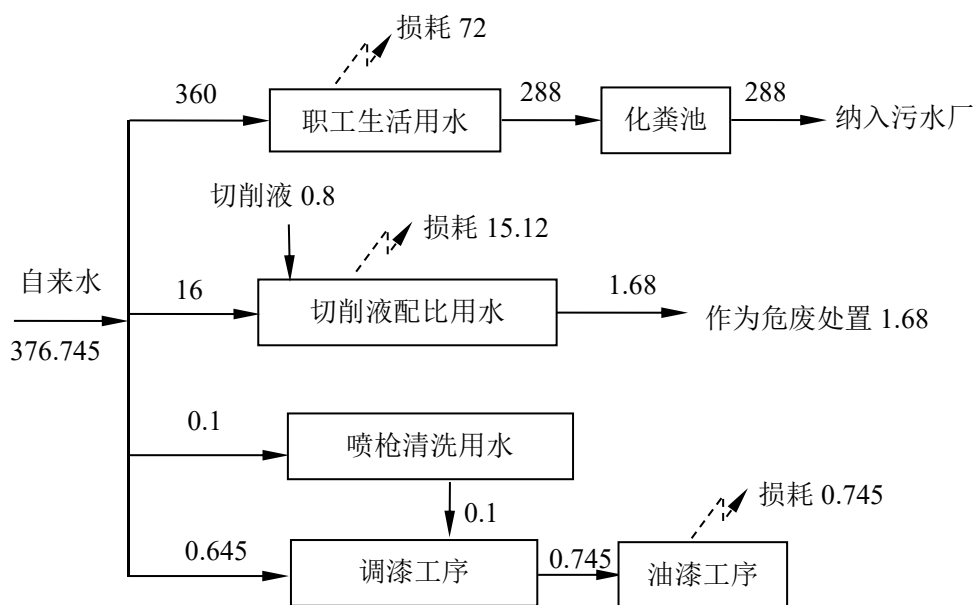 损耗 72
360
职工生活用水
288
化粪池
288
纳入污水厂
切削液 0.8
损耗 15.12
自来水
376.745
16
切削液配比用水
1.68
作为危废处置 1.68
0.1
喷枪清洗用水
0.1
损耗 0.745
0.645
调漆工序
0.745
油漆工序